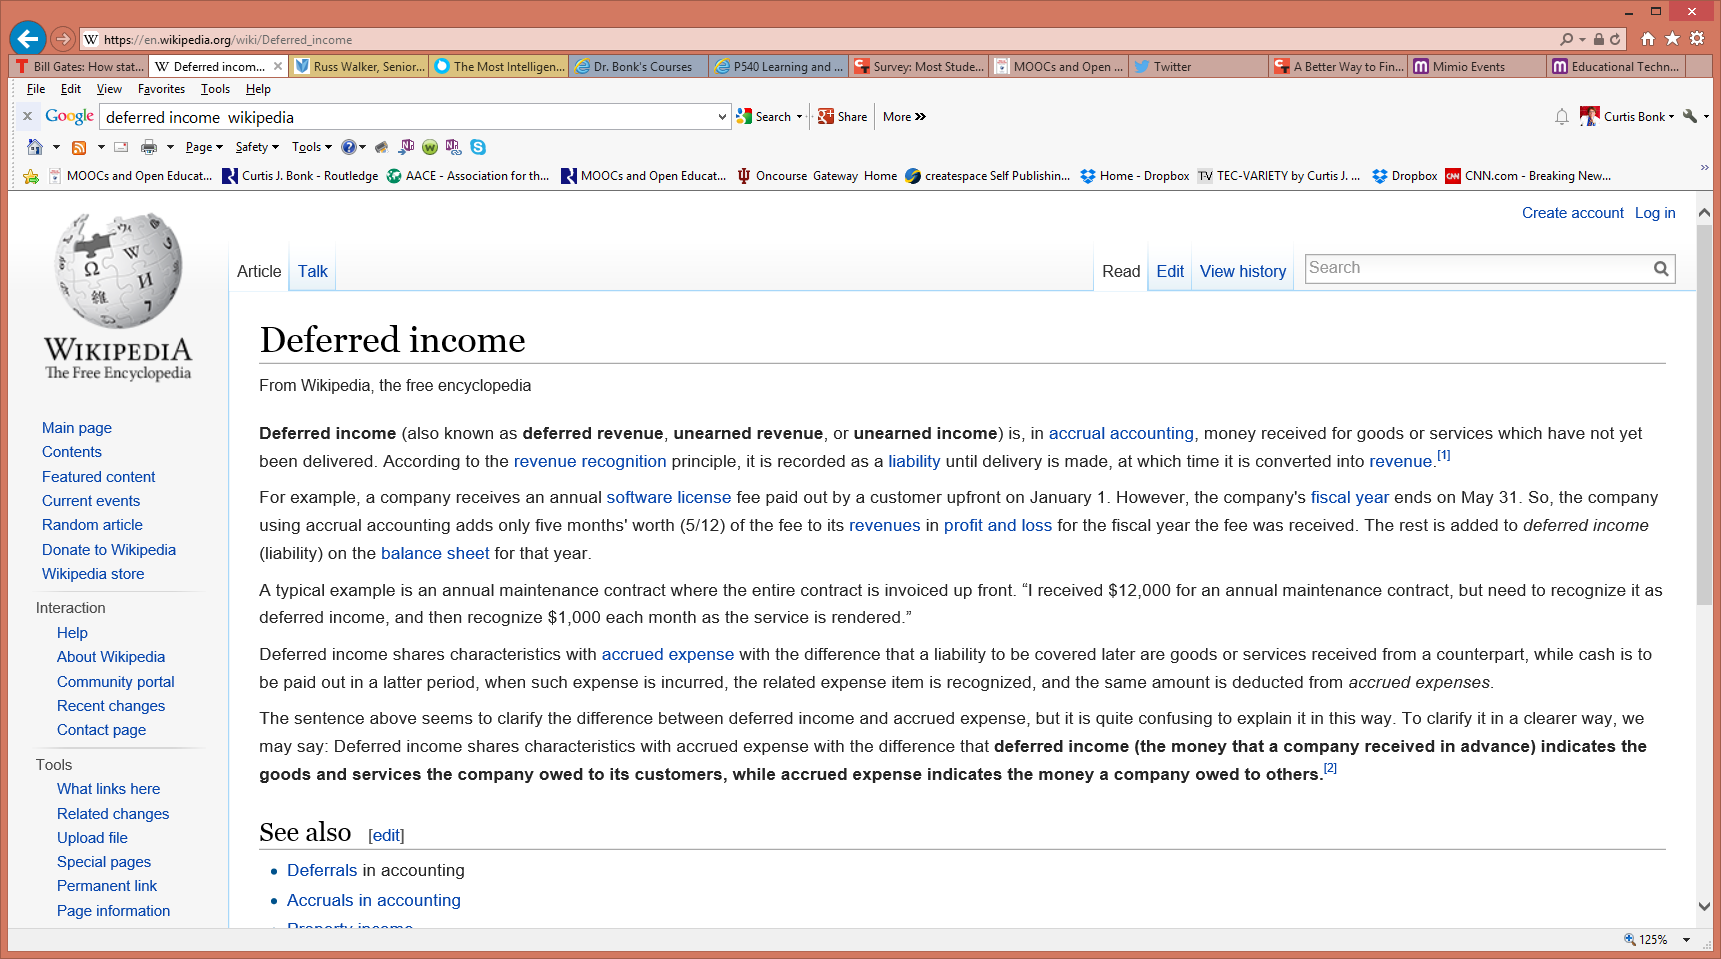 https://en.wikipedia.org/wiki/Deferred_income
Bill Gates: How stat...
Deferred incom...
Russ Walker, Senior...
The Most Intelligen...
Dr. Bonk's Courses
P540 Learning and ...
Survey: Most Stude...
MOOCs and Open ...
Twitter
A Better Way to Fin...
Mimio Events
Educational Techn...
File Edit View Favorites Tools Help
x Google deferred income wikipedia Search Share More » Curtis Bonk
Page Safety Tools
MOOCs and Open Educat... Curtis J. Bonk - Routledge AACE - Association for th... MOOCs and Open Educat... Oncourse Gateway Home createspace Self Publishin... Home - Dropbox TEC-VARIETY by Curtis J. ... Dropbox CNN.com - Breaking New...
Create account Log in
Article Talk Read Edit View history Search
WIKIPEDIA
The Free Encyclopedia
Main page
Contents
Featured content
Current events
Random article
Donate to Wikipedia
Wikipedia store
Interaction
Help
About Wikipedia
Community portal
Recent changes
Contact page
Tools
What links here
Related changes
Upload file
Special pages
Permanent link
Page information
Deferred income
From Wikipedia, the free encyclopedia
Deferred income (also known as deferred revenue, unearned revenue, or unearned income) is, in accrual accounting, money received for goods or services which have not yet
been delivered. According to the revenue recognition principle, it is recorded as a liability until delivery is made, at which time it is converted into revenue.[1]
For example, a company receives an annual software license fee paid out by a customer upfront on January 1. However, the company's fiscal year ends on May 31. So, the company
using accrual accounting adds only five months' worth (5/12) of the fee to its revenues in profit and loss for the fiscal year the fee was received. The rest is added to deferred income
(liability) on the balance sheet for that year.
A typical example is an annual maintenance contract where the entire contract is invoiced up front. “I received $12,000 for an annual maintenance contract, but need to recognize it as
deferred income, and then recognize $1,000 each month as the service is rendered.”
Deferred income shares characteristics with accrued expense with the difference that a liability to be covered later are goods or services received from a counterpart, while cash is to
be paid out in a latter period, when such expense is incurred, the related expense item is recognized, and the same amount is deducted from accrued expenses.
The sentence above seems to clarify the difference between deferred income and accrued expense, but it is quite confusing to explain it in this way. To clarify it in a clearer way, we
may say: Deferred income shares characteristics with accrued expense with the difference that deferred income (the money that a company received in advance) indicates the
goods and services the company owed to its customers, while accrued expense indicates the money a company owed to others.[2]
See also [edit]
Deferrals in accounting
Accruals in accounting
Property income
125%